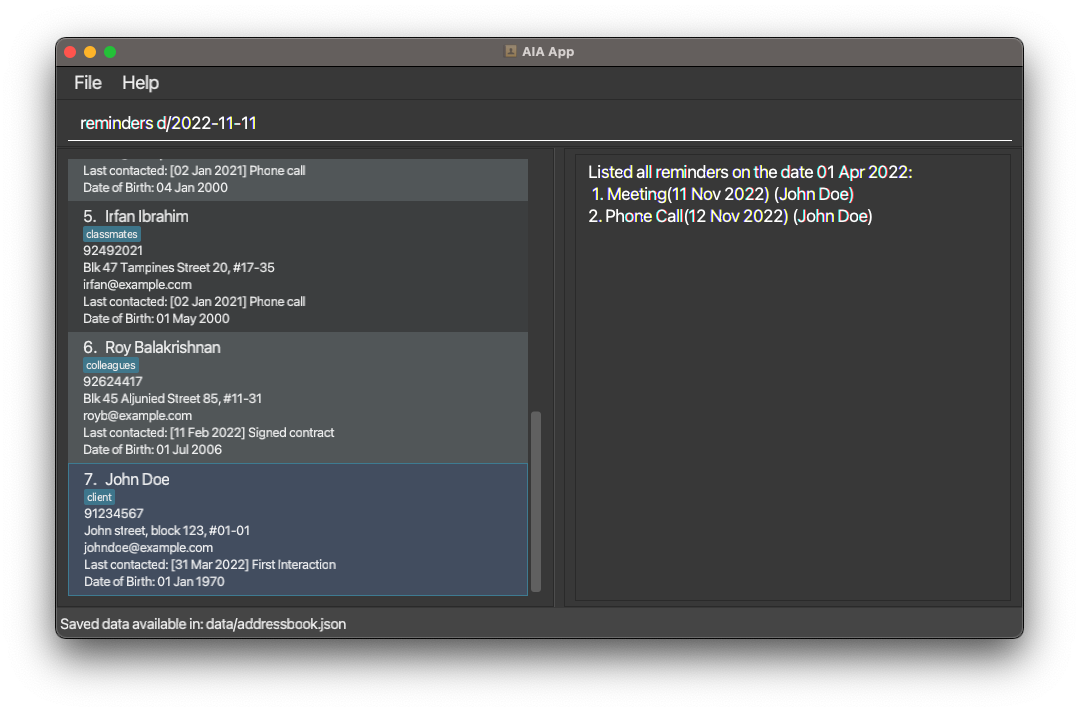 AIA App
File Help
reminders d/2022-11-11
Last contacted: [02 Jan 2021] Phone call
Date of Birth: 04 Jan 2000
5. Irfan Ibrahim
classmates
92492021
Blk 47 Tampines Street 20, #17-35
irfan@example.com
Last contacted: [02 Jan 2021] Phone call
Date of Birth: 01 May 2000
6. Roy Balakrishnan
colleagues
92624417
Blk 45 Aljunied Street 85, #11-31
royb@example.com
Last contacted: [11 Feb 2022] Signed contract
Date of Birth: 01 Jul 2006
7. John Doe
client
91234567
John street, block 123, #01-01
johndoe@example.com
Last contacted: [31 Mar 2022] First Interaction
Date of Birth: 01 Jan 1970
Listed all reminders on the date 01 Apr 2022:
1. Meeting(11 Nov 2022) (John Doe)
2. Phone Call(12 Nov 2022) (John Doe)
Saved data available in: data/addressbook.json